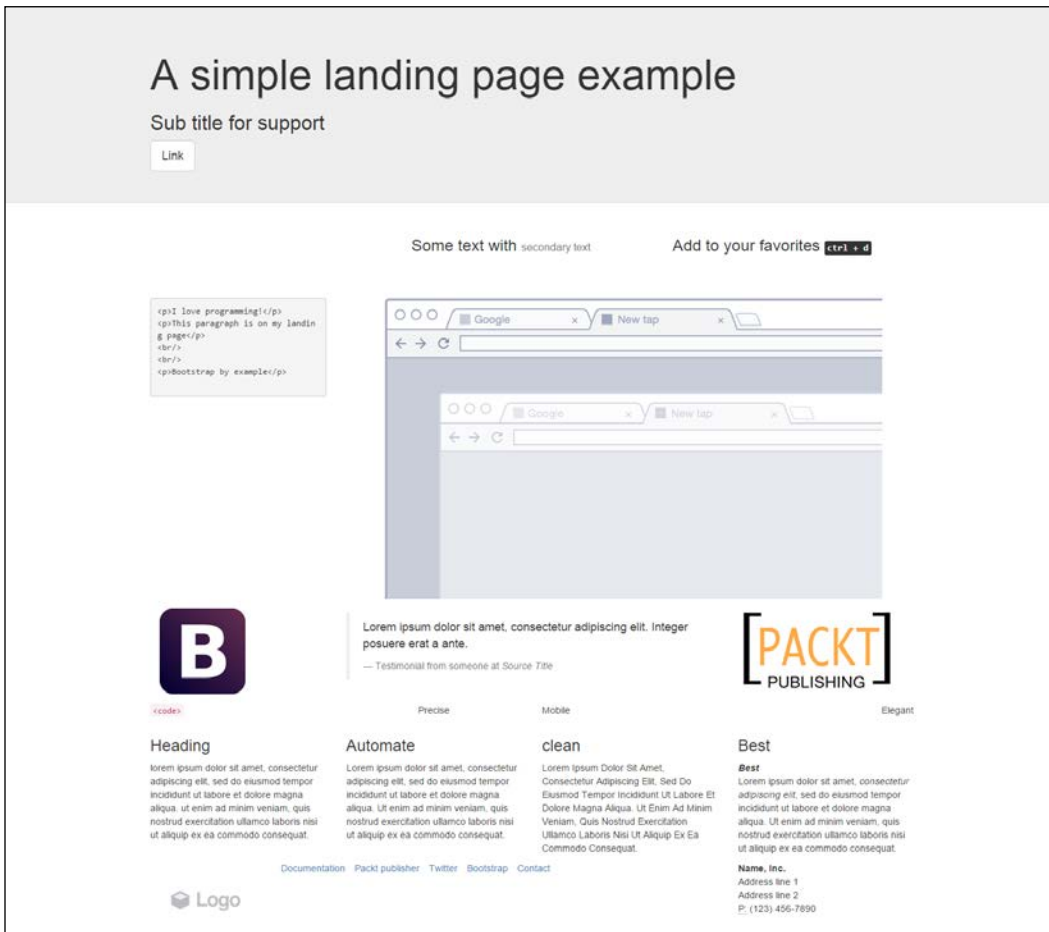 A simple landing page example
Sub title for support
Link
Some text with secondary text
Add to your favorites ctrl + d
<p>I love programming!</p>
<p>This paragraph is on my landin
g page</p>
<br/>
<br/>
<p>Bootstrap by example</p>
Google × New tap ×
Google × New tap ×
B
Lorem ipsum dolor sit amet, consectetur adipiscing elit. Integer
posuere erat a ante.
— Testimonial from someone at Source Title
[PACKT]
PUBLISHING
<code>
Precise
Mobile
Elegant
Heading
lorem ipsum dolor sit amet, consectetur
adipiscing elit, sed do eiusmod tempor
incididunt ut labore et dolore magna
aliqua. ut enim ad minim veniam, quis
nostrud exercitation ullamco laboris nisi
ut aliquip ex ea commodo consequat.
Automate
Lorem ipsum dolor sit amet, consectetur
adipiscing elit, sed do eiusmod tempor
incididunt ut labore et dolore magna
aliqua. Ut enim ad minim veniam, quis
nostrud exercitation ullamco laboris nisi
ut aliquip ex ea commodo consequat.
clean
Lorem Ipsum Dolor Sit Amet,
Consectetur Adipiscing Elit, Sed Do
Eiusmod Tempor Incididunt Ut Labore Et
Dolore Magna Aliqua. Ut Enim Ad Minim
Veniam, Quis Nostrud Exercitation
Ullamco Laboris Nisi Ut Aliquip Ex Ea
Commodo Consequat.
Best
Best
Lorem ipsum dolor sit amet, consectetur
adipiscing elit, sed do eiusmod tempor
incididunt ut labore et dolore magna
aliqua. Ut enim ad minim veniam, quis
nostrud exercitation ullamco laboris nisi
ut aliquip ex ea commodo consequat.
Documentation Packt publisher Twitter Bootstrap Contact
Logo
Name, Inc.
Address line 1
Address line 2
P: (123) 456-7890